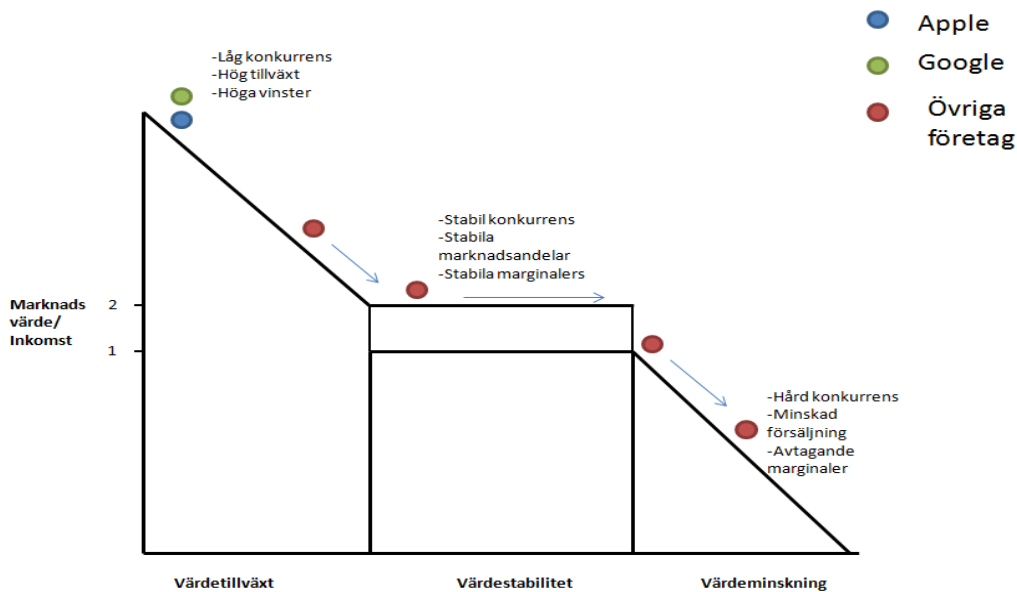 Apple
Google
Övriga
företag
-Låg konkurrens
-Hög tillväxt
-Höga vinster
-Stabil konkurrens
-Stabila
marknadsandelar
-Stabila marginalers
Marknads
värde/
Inkomst
2
1
-Hård konkurrens
-Minskad
försäljning
-Avtagande
marginaler
Värdetillväxt
Värdestabilitet
Värdeminskning